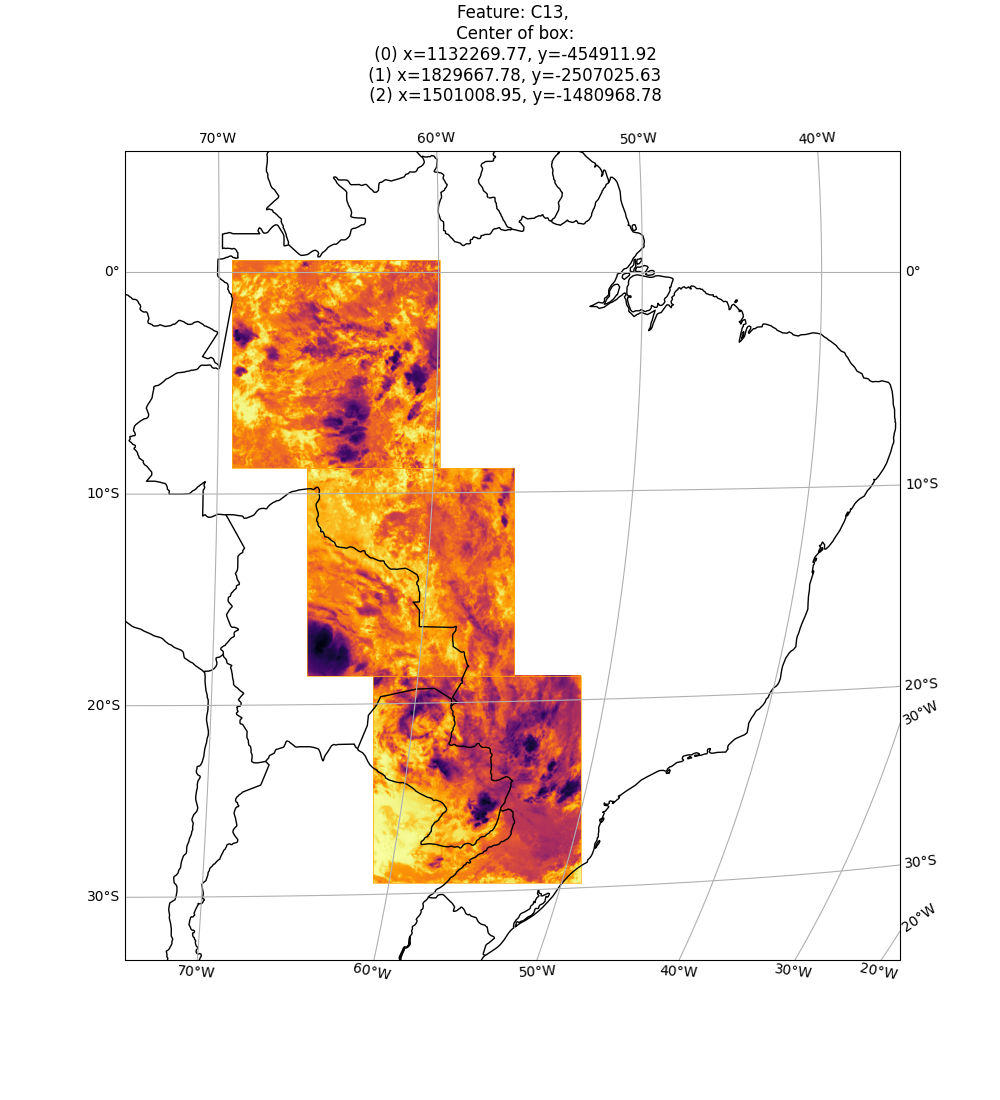 Feature: C13,
Center of box:
(0) x=1132269.77, y=-454911.92
(1) x=1829667.78, y=-2507025.63
(2) x=1501008.95, y=-1480968.78
70°W 60°W 50°W 40°W
0° 0°
10°S 10°S
20°S 20°S
30°W
30°S 30°S
20°W
70°W 60°W 50°W 40°W 30°W 20°W